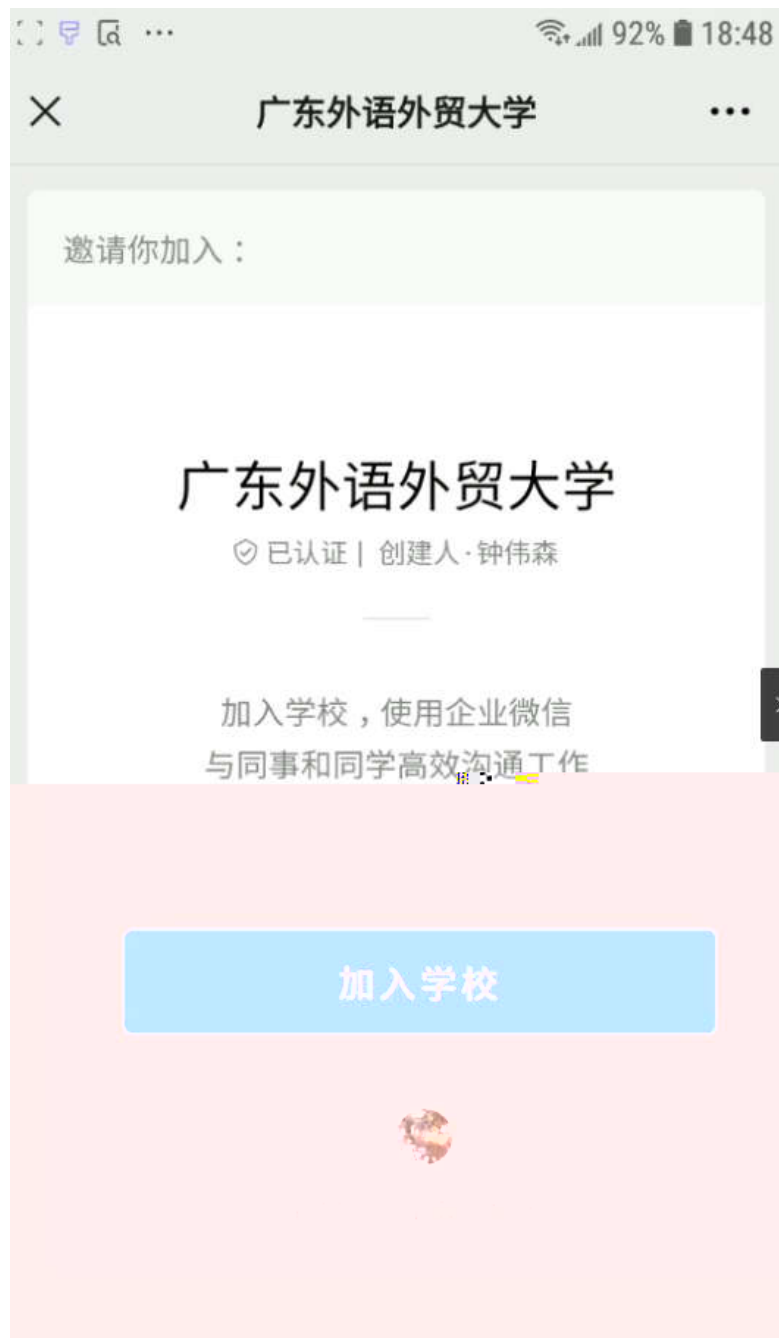 92% 18:48
广东外语外贸大学
邀请你加入：
广东外语外贸大学
已认证 | 创建人·钟伟森
加入学校，使用企业微信
与同事和同学高效沟通工作
加入学校